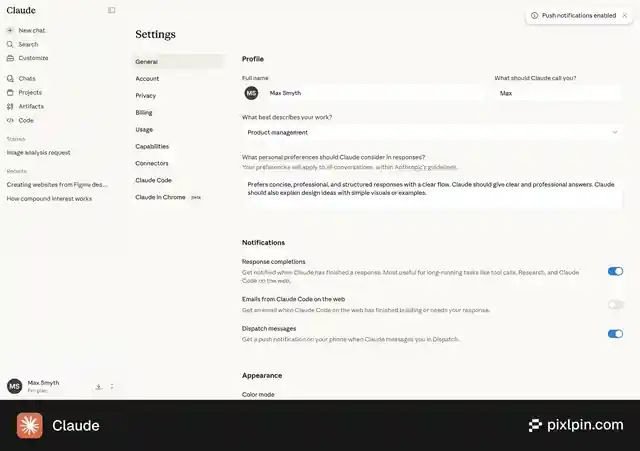 Claude
Push notifications enabled
New chat
Search
Customize
Chats
Projects
Artifacts
Code
Starred
Image analysis request
Recents
Creating websites from Figma des...
How compound interest works
Max Smyth
Pro plan
Settings
General
Account
Privacy
Billing
Usage
Capabilities
Connectors
Claude Code
Claude in Chrome Beta
Profile
Full name
What should Claude call you?
MS
Max Smyth
Max
What best describes your work?
Product management
What personal preferences should Claude consider in responses?
Your preferences will apply to all conversations, within Anthropic's guidelines.
Prefers concise, professional, and structured responses with a clear flow. Claude should give clear and professional answers. Claude
should also explain design ideas with simple visuals or examples.
Notifications
Response completions
Get notified when Claude has finished a response. Most useful for long-running tasks like tool calls, Research, and Claude
Code on the web.
Emails from Claude Code on the web
Get an email when Claude Code on the web has finished building or needs your response.
Dispatch messages
Get a push notification on your phone when Claude messages you in Dispatch.
Appearance
Color mode
MS
Claude
pixlpin.com